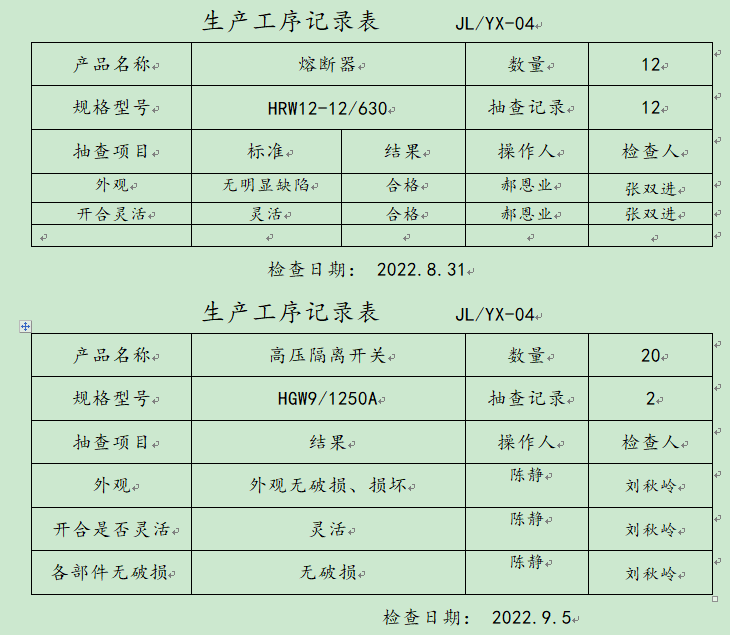 生产工序记录表 JL/YX-04
产品名称 熔断器 数量 12
规格型号 HRW12-12/630 抽查记录 12
抽查项目 标准 结果 操作人 检查人
外观 无明显缺陷 合格 郝恩业 张双进
开合灵活 灵活 合格 郝恩业 张双进
检查日期： 2022.8.31
生产工序记录表 JL/YX-04
产品名称 高压隔离开关 数量 20
规格型号 HGW9/1250A 抽查记录 2
抽查项目 结果 操作人 检查人
外观 外观无破损、损坏 陈静 刘秋岭
开合是否灵活 灵活 陈静 刘秋岭
各部件无破损 无破损 陈静 刘秋岭
检查日期： 2022.9.5